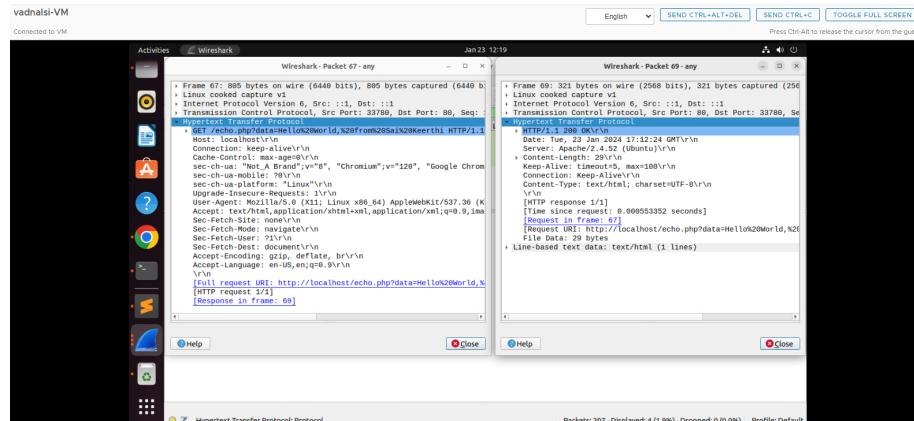 vadnalsi-VM
English
SEND CTRL+ALT+DEL
SEND CTRL+C
TOGGLE FULL SCREEN
Connected to VM
Press Ctrl-Alt to release the cursor from the gue
Activities
Wireshark
Jan 23 12:19
Wireshark · Packet 67 · any
Frame 67: 805 bytes on wire (6440 bits), 805 bytes captured (6440 b
Linux cooked capture v1
Internet Protocol Version 6, Src: ::1, Dst: ::1
Transmission Control Protocol, Src Port: 33780, Dst Port: 80, Seq:
Hypertext Transfer Protocol
GET /echo.php?data=Hello%20World,%20from%20Sai%20Keerthi HTTP/1.1
Host: localhost\r\n
Connection: keep-alive\r\n
Cache-Control: max-age=0\r\n
sec-ch-ua: "Not_A Brand";v="8", "Chromium";v="120", "Google Chrom
sec-ch-ua-mobile: ?0\r\n
sec-ch-ua-platform: "Linux"\r\n
Upgrade-Insecure-Requests: 1\r\n
User-Agent: Mozilla/5.0 (X11; Linux x86_64) AppleWebKit/537.36 (K
Accept: text/html,application/xhtml+xml,application/xml;q=0.9,ima
Sec-Fetch-Site: none\r\n
Sec-Fetch-Mode: navigate\r\n
Sec-Fetch-User: ?1\r\n
Sec-Fetch-Dest: document\r\n
Accept-Encoding: gzip, deflate, br\r\n
Accept-Language: en-US,en;q=0.9\r\n
\r\n
[Full request URI: http://localhost/echo.php?data=Hello%20World,%
[HTTP request 1/1]
[Response in frame: 69]
Help
Close
Wireshark · Packet 69 · any
Frame 69: 321 bytes on wire (2568 bits), 321 bytes captured (256
Linux cooked capture v1
Internet Protocol Version 6, Src: ::1, Dst: ::1
Transmission Control Protocol, Src Port: 80, Dst Port: 33780, Se
Hypertext Transfer Protocol
HTTP/1.1 200 OK\r\n
Date: Tue, 23 Jan 2024 17:12:24 GMT\r\n
Server: Apache/2.4.52 (Ubuntu)\r\n
Content-Length: 29\r\n
Keep-Alive: timeout=5, max=100\r\n
Connection: Keep-Alive\r\n
Content-Type: text/html; charset=UTF-8\r\n
\r\n
[HTTP response 1/1]
[Time since request: 0.000553352 seconds]
[Request in frame: 67]
[Request URI: http://localhost/echo.php?data=Hello%20World,%20
File Data: 29 bytes
Line-based text data: text/html (1 lines)
Help
Close
Hypertext Transfer Protocol: Protocol
Packets: 207 · Displayed: 4 (1.9%) · Dropped: 0 (0.0%)
Profile: Default